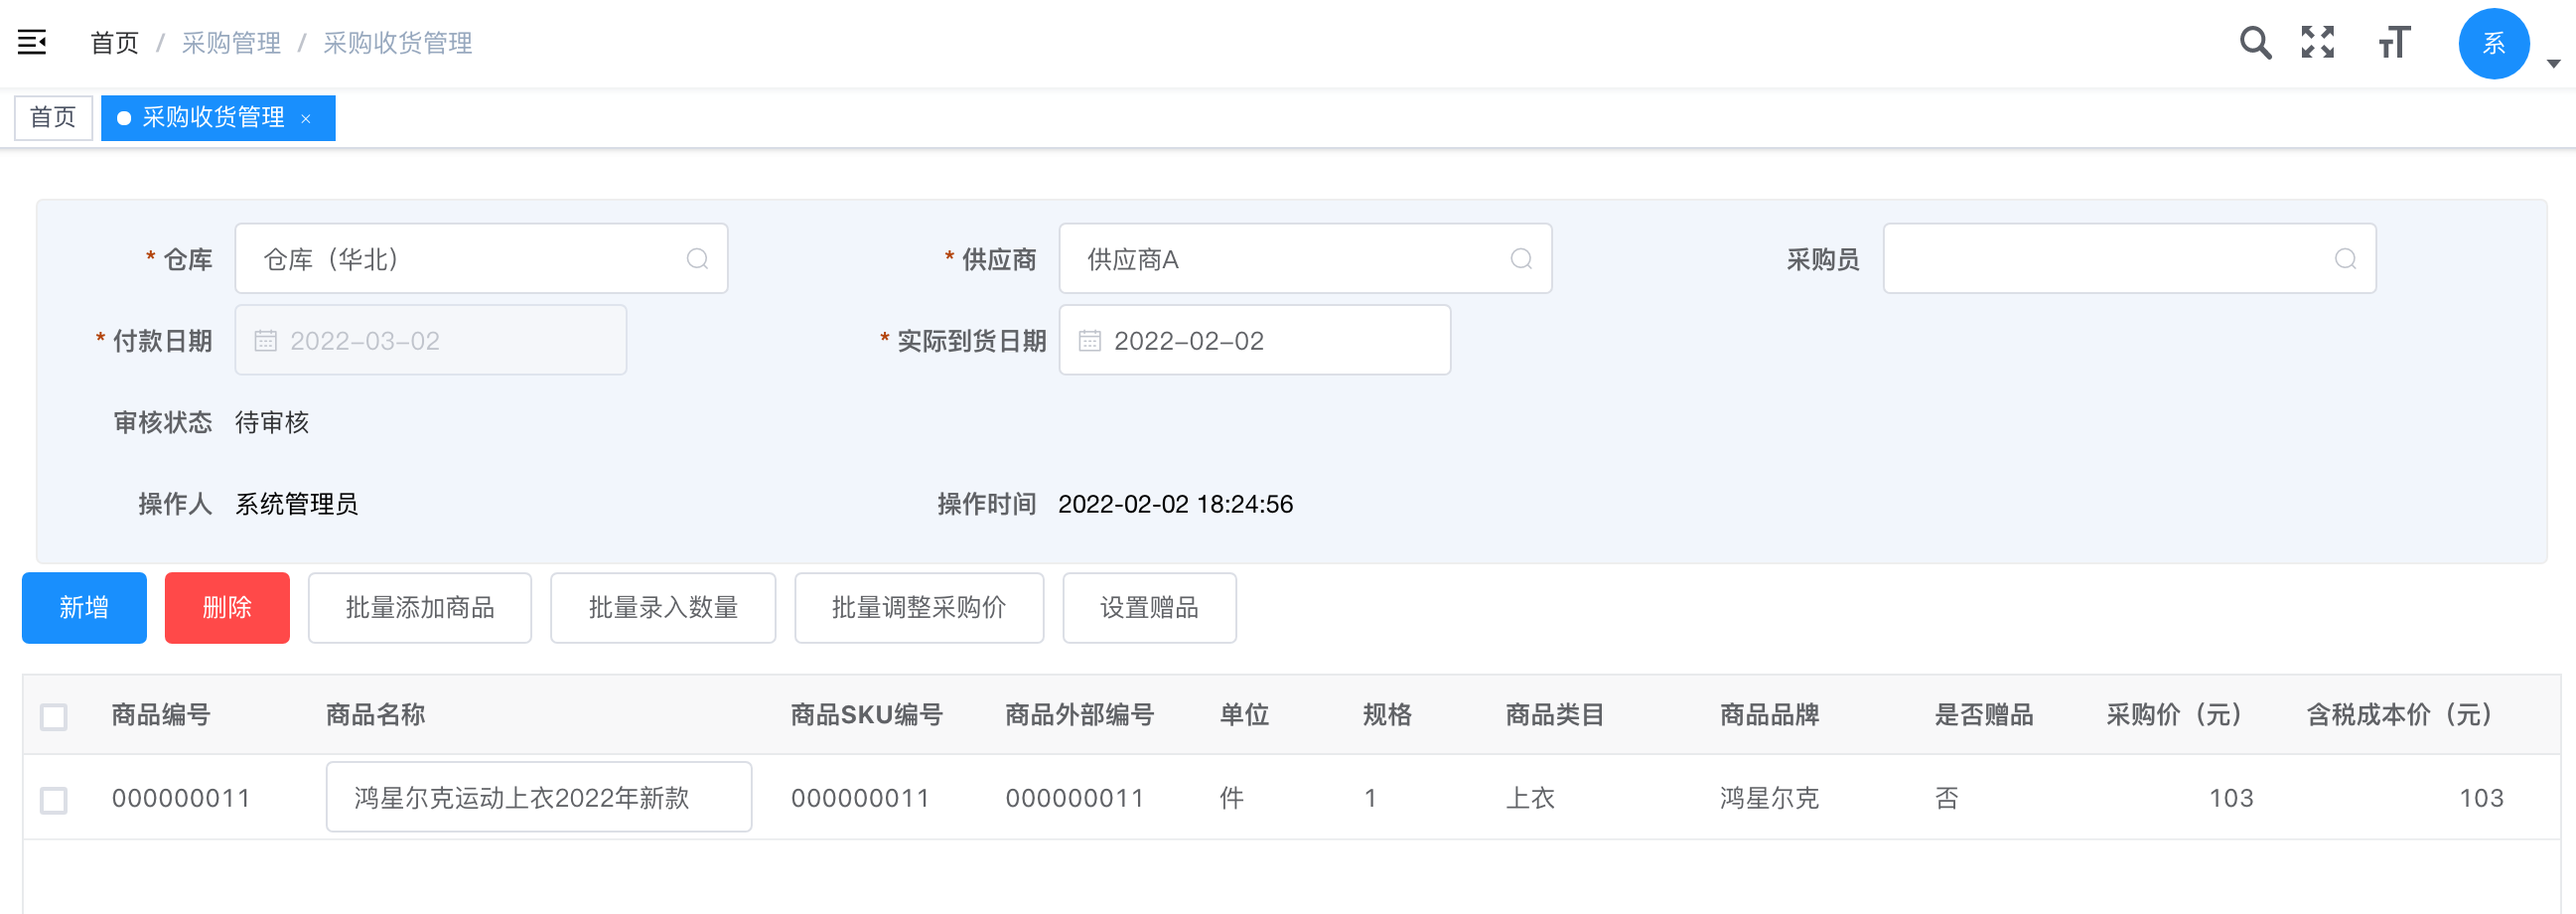 首页 / 采购管理 / 采购收货管理 系
首页 采购收货管理 ×
* 仓库 仓库（华北） * 供应商 供应商A 采购员
* 付款日期 2022-03-02 * 实际到货日期 2022-02-02
审核状态 待审核
操作人 系统管理员 操作时间 2022-02-02 18:24:56
新增 删除 批量添加商品 批量录入数量 批量调整采购价 设置赠品
商品编号 商品名称 商品SKU编号 商品外部编号 单位 规格 商品类目 商品品牌 是否赠品 采购价（元） 含税成本价（元）
000000011 鸿星尔克运动上衣2022年新款 000000011 000000011 件 1 上衣 鸿星尔克 否 103 103